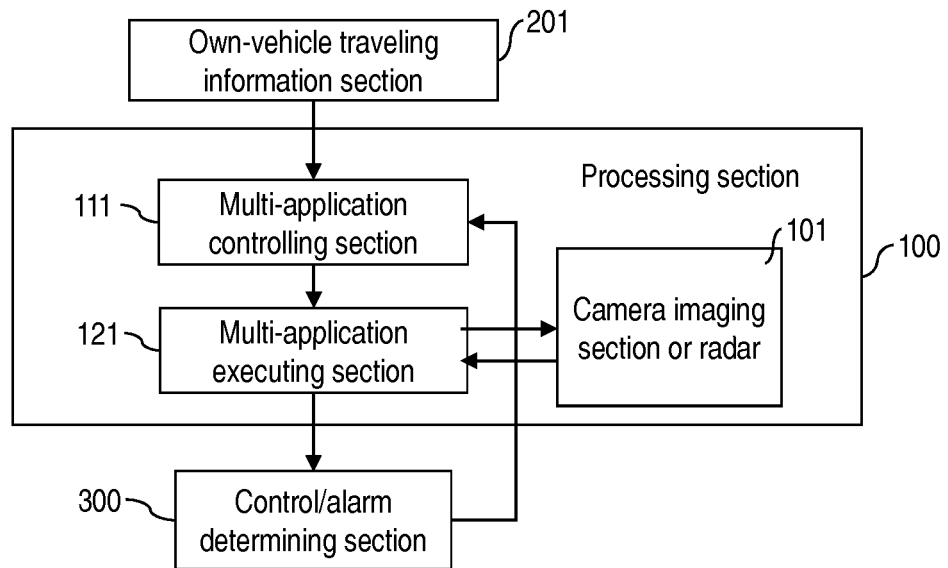 Own-vehicle traveling
information section
201
Processing section
111
Multi-application
controlling section
101
100
Camera imaging
section or radar
121
Multi-application
executing section
300
Control/alarm
determining section